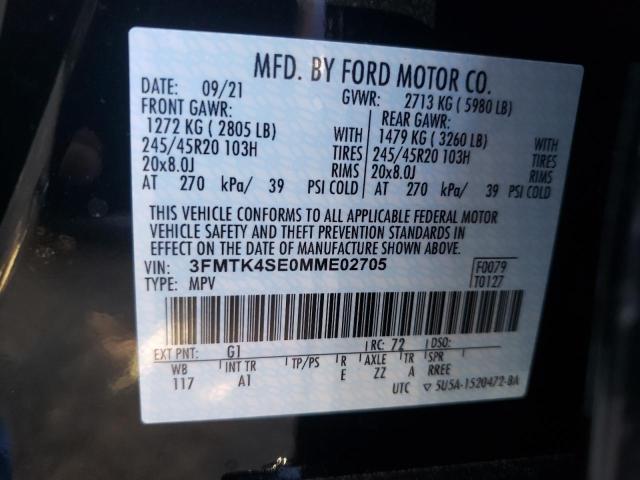 MFD. BY FORD MOTOR CO.
DATE: 09/21 GVWR: 2713 KG ( 5980 LB)
FRONT GAWR: REAR GAWR:
1272 KG ( 2805 LB) WITH 1479 KG ( 3260 LB) WITH
245/45R20 103H TIRES 245/45R20 103H TIRES
20x8.0J RIMS 20x8.0J RIMS
AT 270 kPa/ 39 PSI COLD AT 270 kPa/ 39 PSI COLD
THIS VEHICLE CONFORMS TO ALL APPLICABLE FEDERAL MOTOR
VEHICLE SAFETY AND THEFT PREVENTION STANDARDS IN
EFFECT ON THE DATE OF MANUFACTURE SHOWN ABOVE.
VIN: 3FMTK4SE0MME02705 F0079
TYPE: MPV T0127
EXT PNT: G1 RC: 72 DSO:
WB INT TR TP/PS R AXLE TR SPR
117 A1 E ZZ A RREE
UTC ▽ 5U5A-1520472-BA